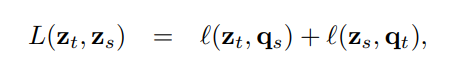 L(𝐳ₜ, 𝐳ₛ) = ℓ(𝐳ₜ, 𝐪ₛ) + ℓ(𝐳ₛ, 𝐪ₜ),